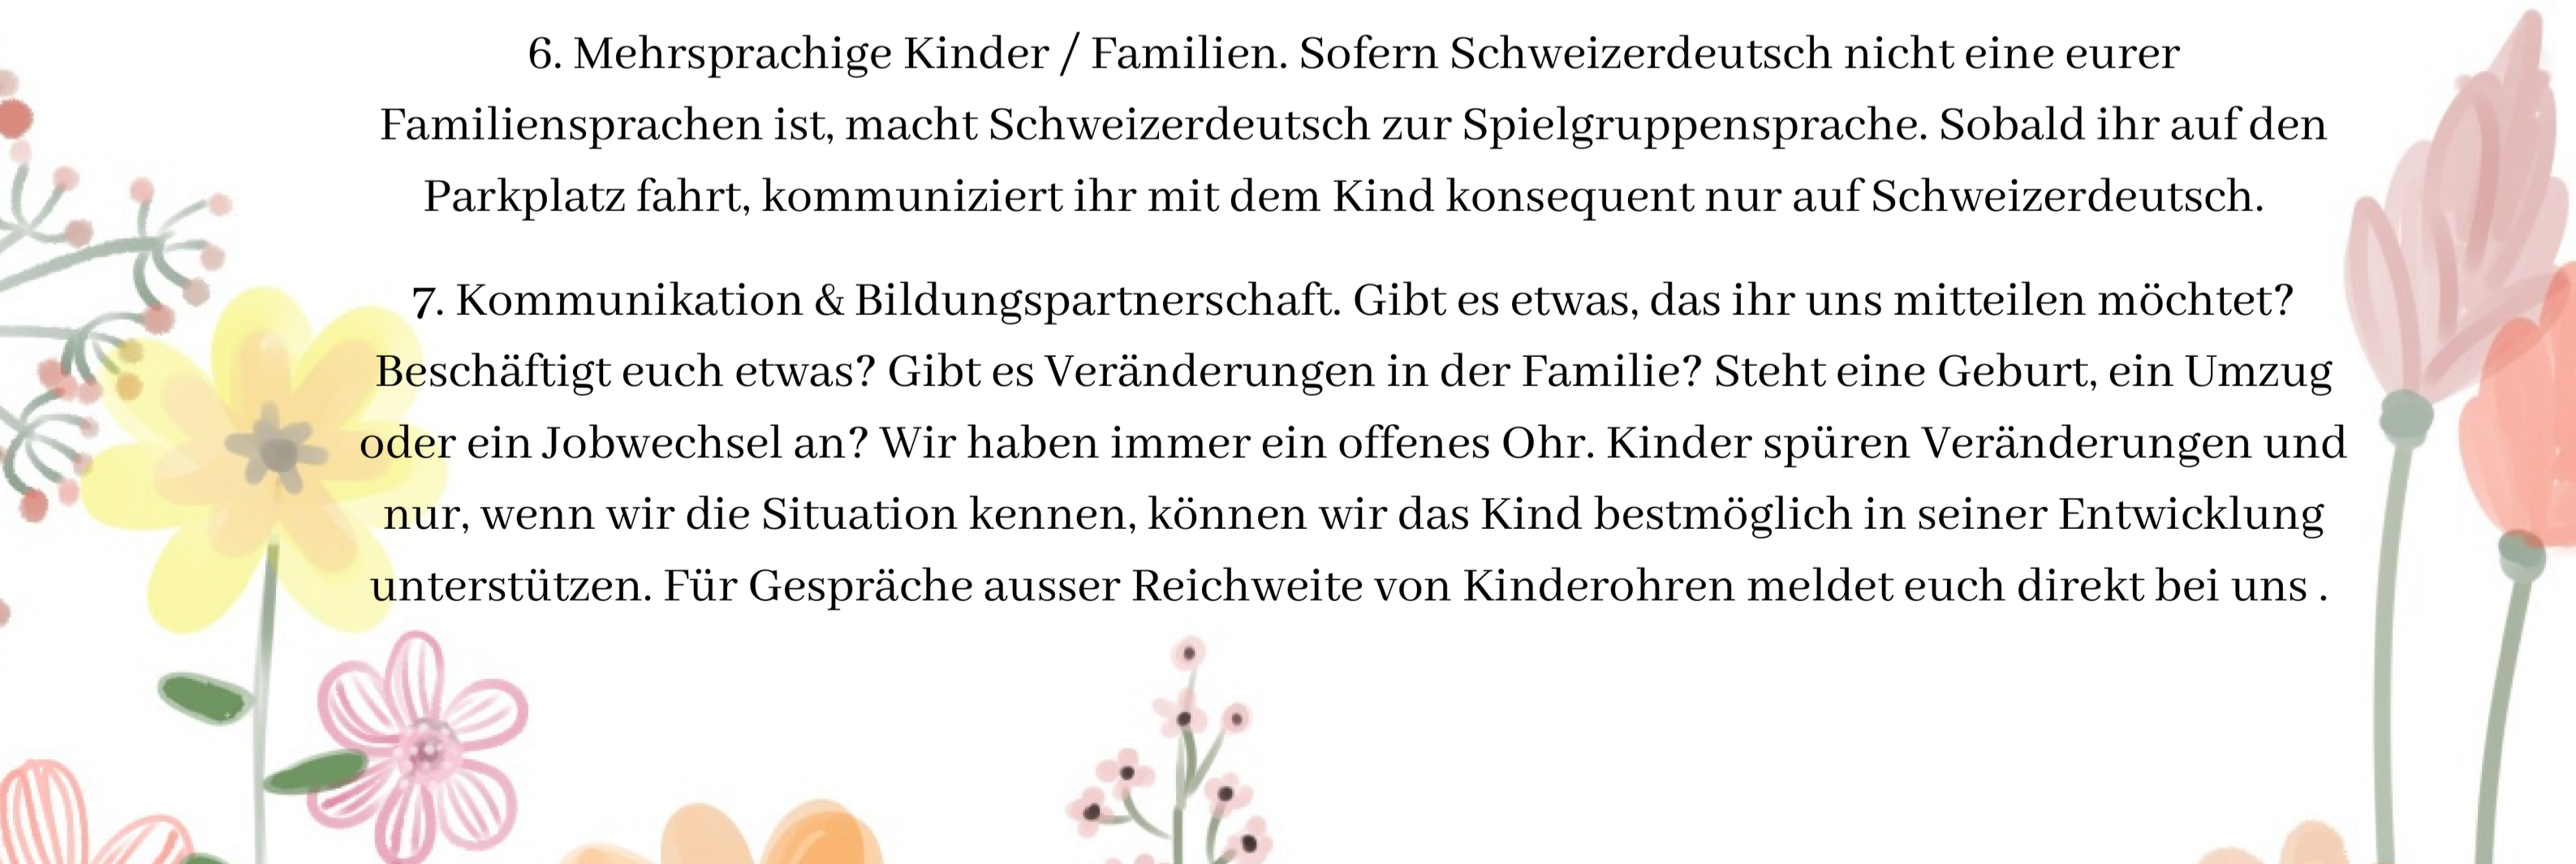 6. Mehrsprachige Kinder / Familien. Sofern Schweizerdeutsch nicht eine eurer
Familiensprachen ist, macht Schweizerdeutsch zur Spielgruppensprache. Sobald ihr auf den
Parkplatz fahrt, kommuniziert ihr mit dem Kind konsequent nur auf Schweizerdeutsch.
7. Kommunikation & Bildungspartnerschaft. Gibt es etwas, das ihr uns mitteilen möchtet?
Beschäftigt euch etwas? Gibt es Veränderungen in der Familie? Steht eine Geburt, ein Umzug
oder ein Jobwechsel an? Wir haben immer ein offenes Ohr. Kinder spüren Veränderungen und
nur, wenn wir die Situation kennen, können wir das Kind bestmöglich in seiner Entwicklung
unterstützen. Für Gespräche ausser Reichweite von Kinderohren meldet euch direkt bei uns .